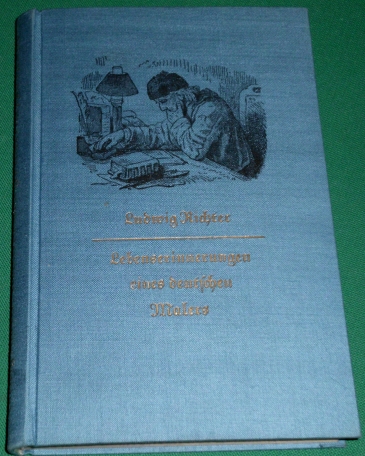 Ludwig Richter
Lebenserinnerungen
eines deutschen
Malers